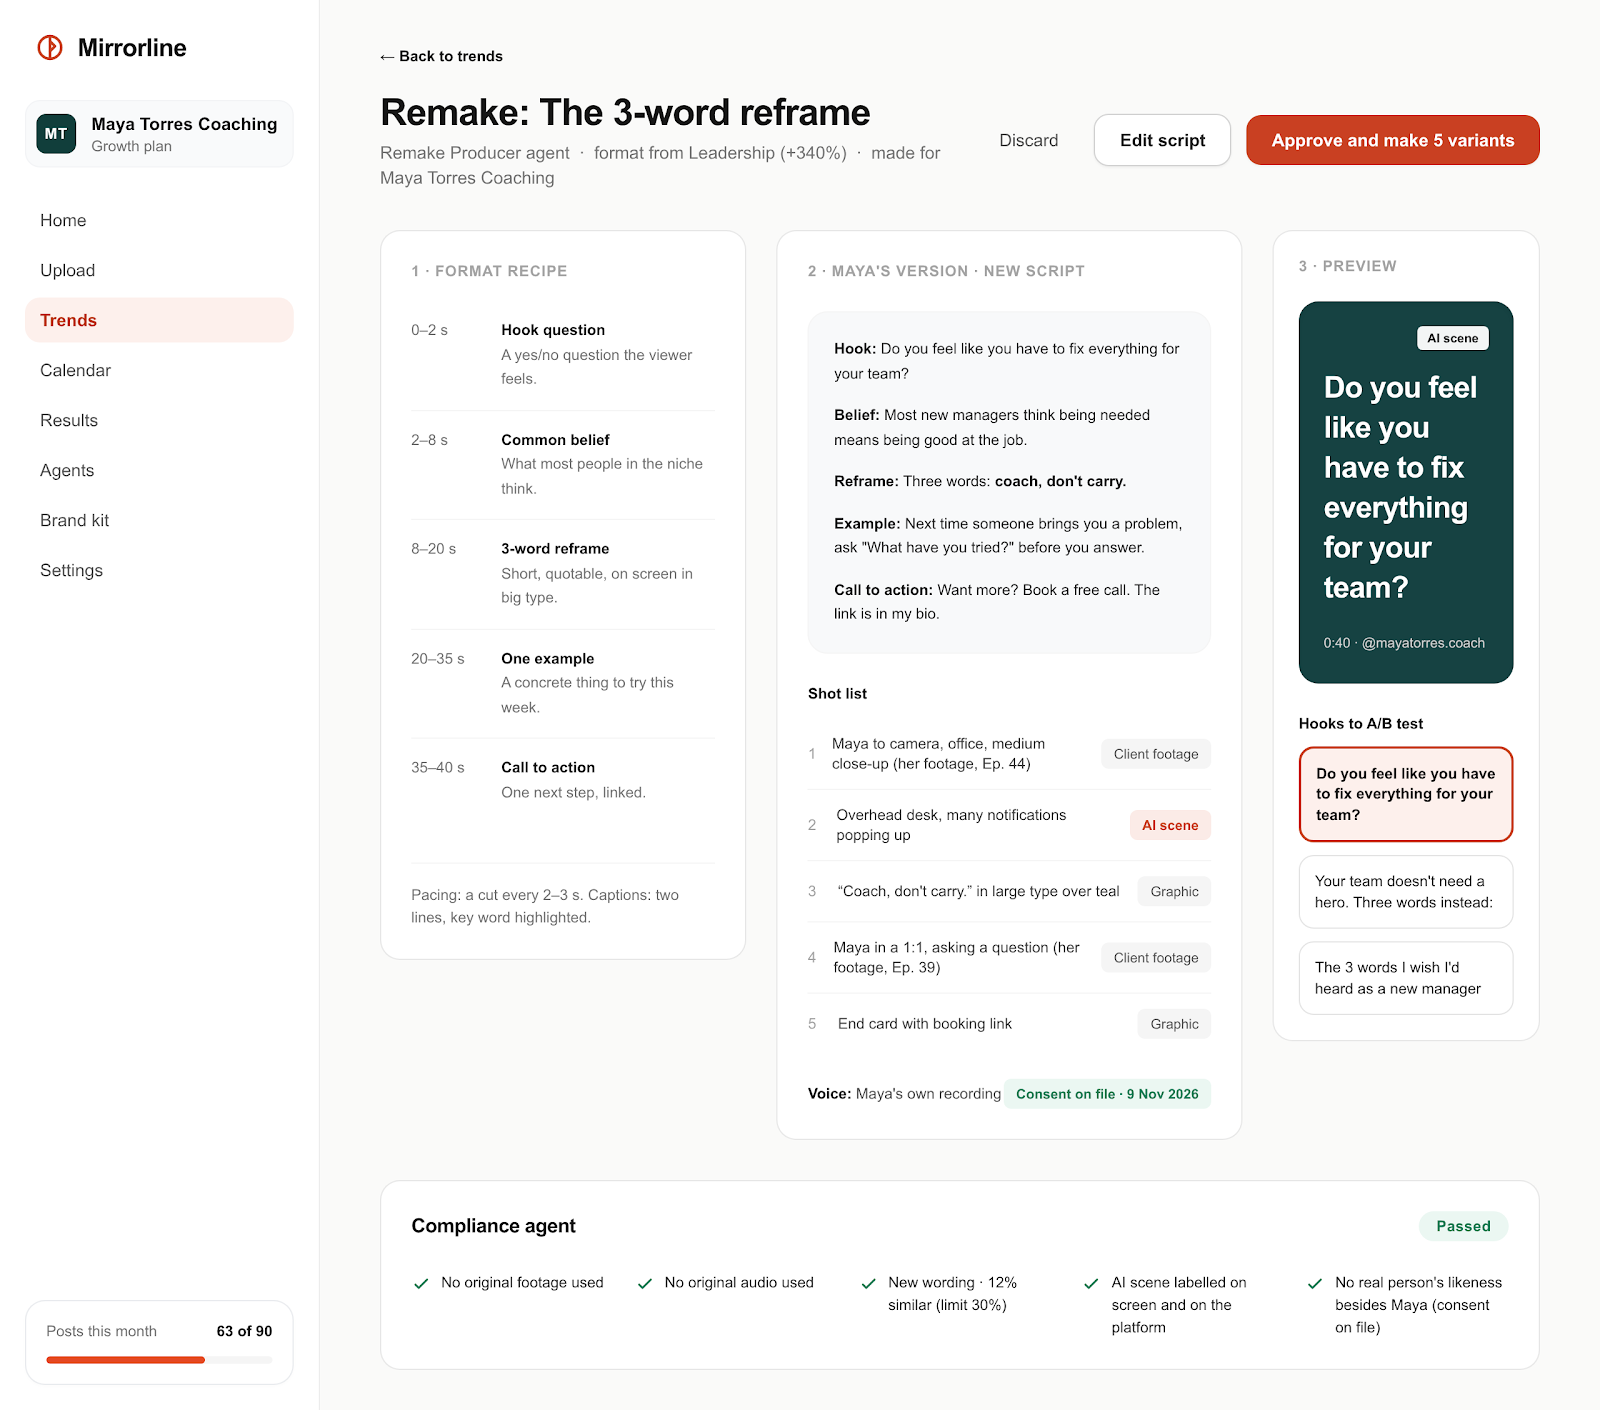 Mirrorline
MT
Maya Torres Coaching
Growth plan
Home
Upload
Trends
Calendar
Results
Agents
Brand kit
Settings
Posts this month
63 of 90
← Back to trends
Remake: The 3-word reframe
Remake Producer agent · format from Leadership (+340%) · made for
Maya Torres Coaching
Discard
Edit script
Approve and make 5 variants
1 · FORMAT RECIPE
0–2 s
Hook question
A yes/no question the viewer
feels.
2–8 s
Common belief
What most people in the niche
think.
8–20 s
3-word reframe
Short, quotable, on screen in
big type.
20–35 s
One example
A concrete thing to try this
week.
35–40 s
Call to action
One next step, linked.
Pacing: a cut every 2–3 s. Captions: two
lines, key word highlighted.
2 · MAYA'S VERSION · NEW SCRIPT
Hook: Do you feel like you have to fix everything for
your team?
Belief: Most new managers think being needed
means being good at the job.
Reframe: Three words: coach, don't carry.
Example: Next time someone brings you a problem,
ask "What have you tried?" before you answer.
Call to action: Want more? Book a free call. The
link is in my bio.
Shot list
1
Maya to camera, office, medium
close-up (her footage, Ep. 44)
Client footage
2
Overhead desk, many notifications
popping up
AI scene
3
“Coach, don't carry.” in large type over teal
Graphic
4
Maya in a 1:1, asking a question (her
footage, Ep. 39)
Client footage
5
End card with booking link
Graphic
Voice: Maya's own recording
Consent on file · 9 Nov 2026
3 · PREVIEW
AI scene
Do you feel
like you
have to fix
everything
for your
team?
0:40 · @mayatorres.coach
Hooks to A/B test
Do you feel like you have
to fix everything for your
team?
Your team doesn't need a
hero. Three words instead:
The 3 words I wish I'd
heard as a new manager
Compliance agent
Passed
No original footage used
No original audio used
New wording · 12%
similar (limit 30%)
AI scene labelled on
screen and on the
platform
No real person's likeness
besides Maya (consent
on file)